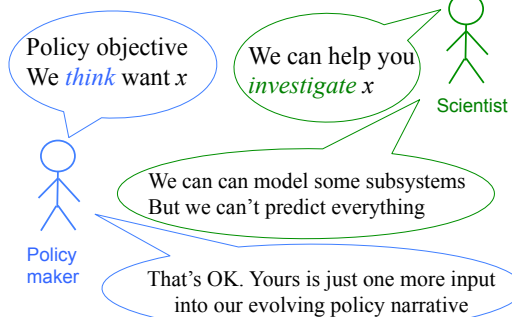 Policy objective
We think want x
We can help you
investigate x
Scientist
We can can model some subsystems
But we can't predict everything
Policy
maker
That's OK. Yours is just one more input
into our evolving policy narrative